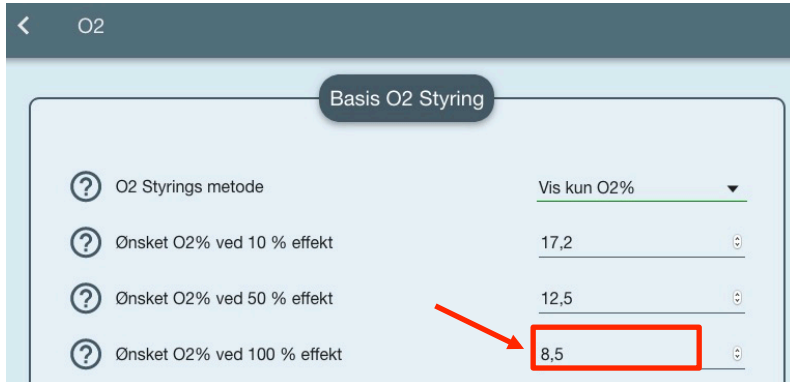 O2
Basis O2 Styring
O2 Styrings metode Vis kun O2%
Ønsket O2% ved 10 % effekt 17,2
Ønsket O2% ved 50 % effekt 12,5
Ønsket O2% ved 100 % effekt 8,5